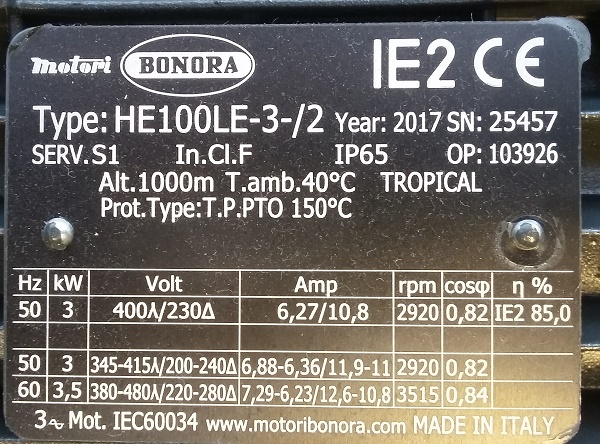 motori BONORA IE2 CE
Type: HE100LE-3-/2 Year: 2017 SN: 25457
SERV.S1 In.Cl.F IP65 OP: 103926
Alt.1000m T.amb.40°C TROPICAL
Prot.Type:T.P.PTO 150°C
Hz kW Volt Amp rpm cosφ η %
50 3 400⅄/230Δ 6,27/10,8 2920 0,82 IE2 85,0
50 3 345-415⅄/200-240Δ 6,88-6,36/11,9-11 2920 0,82
60 3,5 380-480⅄/220-280Δ 7,29-6,23/12,6-10,8 3515 0,84
3∿ Mot. IEC60034 www.motoribonora.com MADE IN ITALY